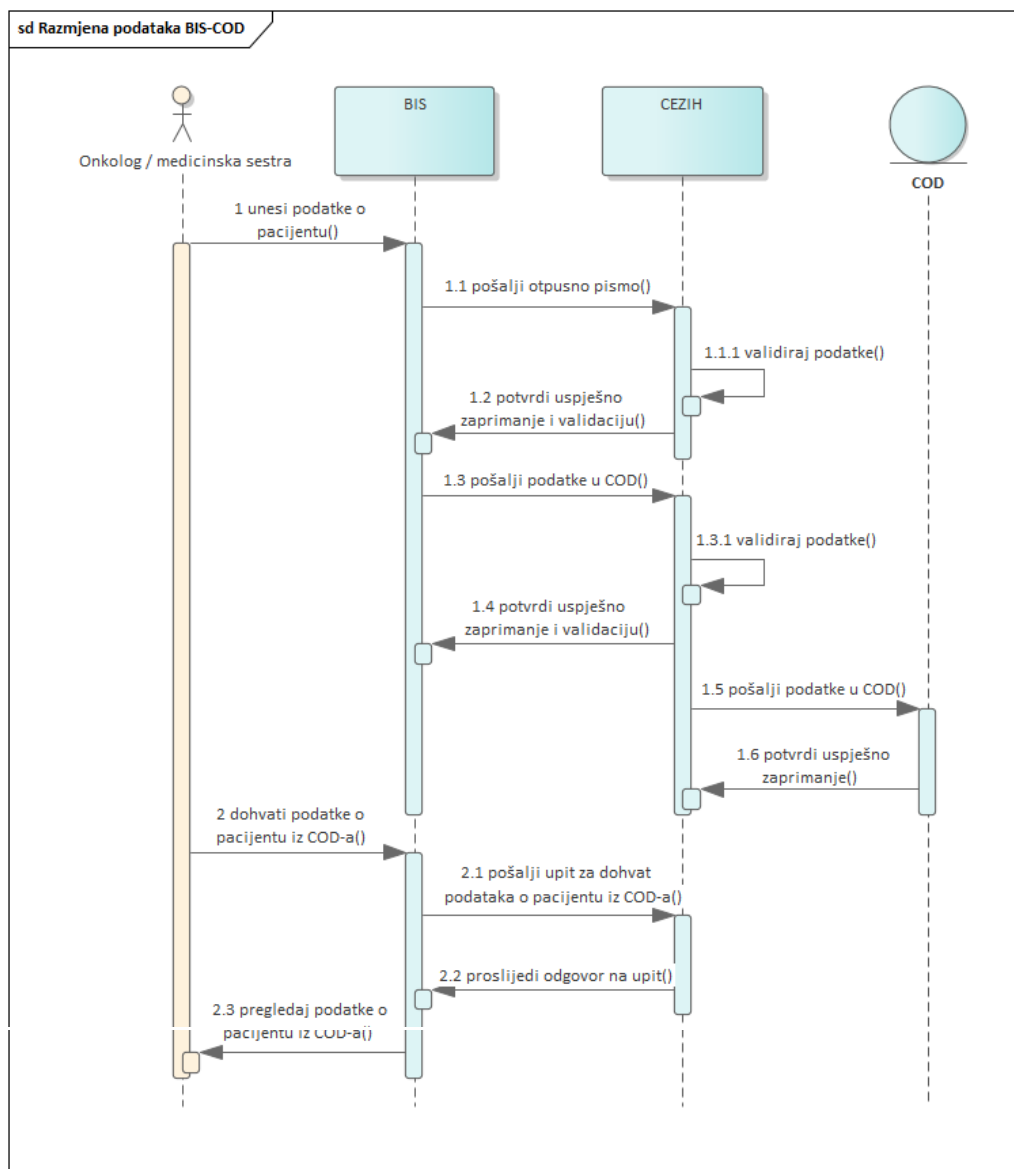 sd Razmjena podataka BIS-COD
BIS
CEZIH
Onkolog / medicinska sestra
COD
1 unesi podatke o
pacijentu()
1.1 pošalji otpusno pismo()
1.1.1 validiraj podatke()
1.2 potvrdi uspješno
zaprimanje i validaciju()
1.3 pošalji podatke u COD()
1.3.1 validiraj podatke()
1.4 potvrdi uspješno
zaprimanje i validaciju()
1.5 pošalji podatke u COD()
1.6 potvrdi uspješno
zaprimanje()
2 dohvati podatke o
pacijentu iz COD-a()
2.1 pošalji upit za dohvat
podataka o pacijentu iz COD-a()
2.2 proslijedi odgovor na upit()
2.3 pregledaj podatke o
pacijentu iz COD-a()